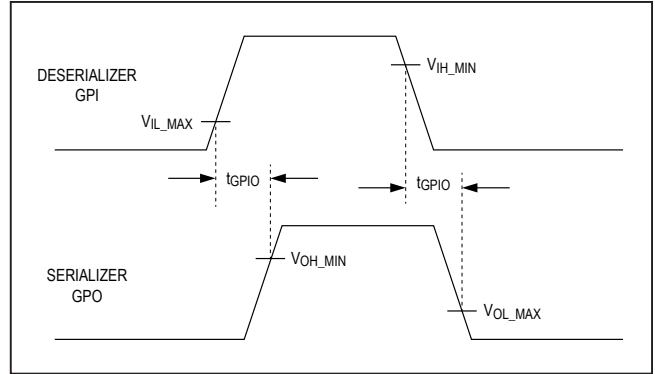 DESERIALIZER
GPI
VIH_MIN
VIL_MAX
tGPIO
tGPIO
SERIALIZER
GPO
VOH_MIN
VOL_MAX